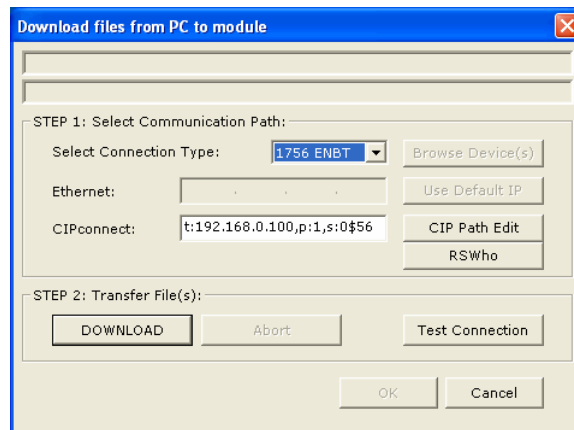 Download files from PC to module
STEP 1: Select Communication Path:
Select Connection Type: 1756 ENBT Browse Device(s)
Ethernet: . . . Use Default IP
CIPconnect: t:192.168.0.100,p:1,s:0$56 CIP Path Edit
RSWho
STEP 2: Transfer File(s):
DOWNLOAD Abort Test Connection
OK Cancel